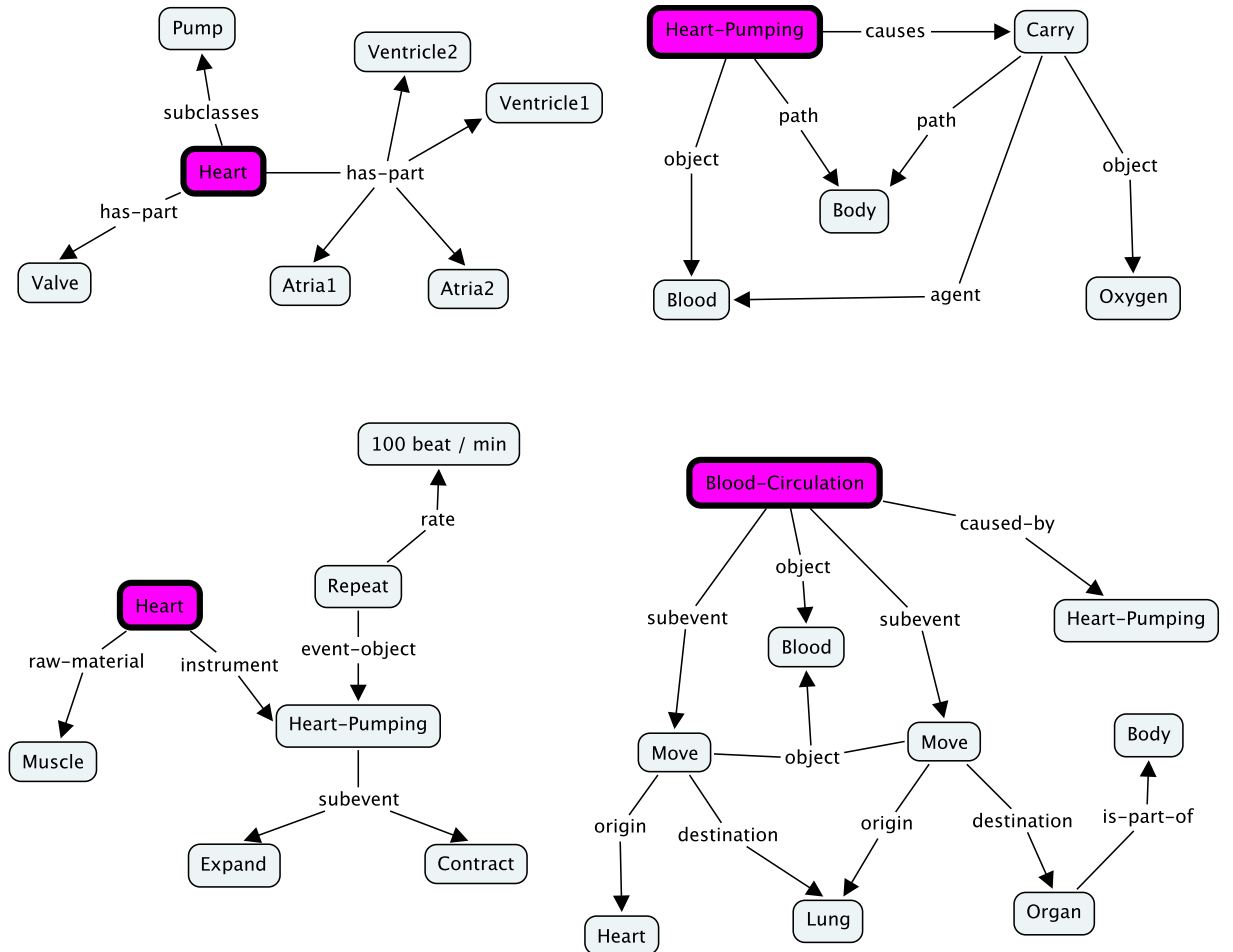 Pump
Ventricle2
Ventricle1
subclasses
Heart
has-part
has-part
Valve
Atria1
Atria2
Heart-Pumping
causes
Carry
path
path
object
object
Body
Blood
agent
Oxygen
100 beat / min
rate
Repeat
Heart
event-object
raw-material
instrument
Heart-Pumping
Muscle
subevent
Expand
Contract
Blood-Circulation
caused-by
object
subevent
subevent
Heart-Pumping
Blood
Move
object
Move
Body
origin
destination
origin
destination
is-part-of
Heart
Lung
Organ